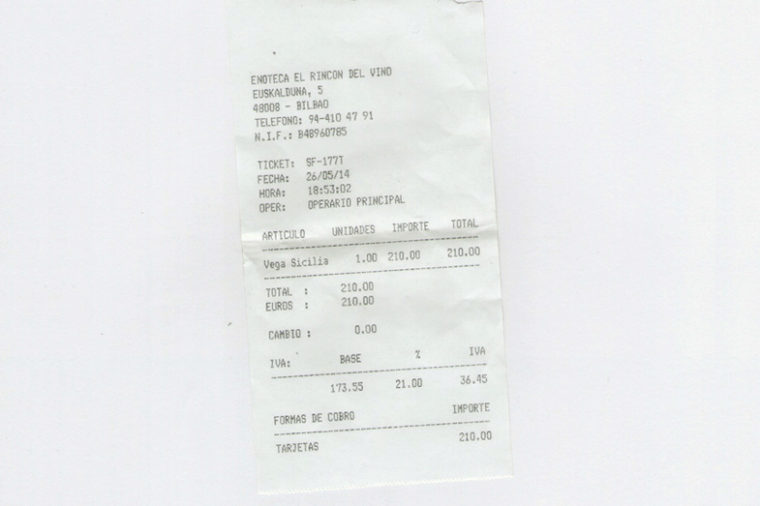 ENOTECA EL RINCON DEL VINO
EUSKALDUNA, 5
48008 - BILBAO
TELEFONO: 94-410 47 91
N.I.F.: B48960785
TICKET: SF-177T
FECHA: 26/05/14
HORA: 18:53:02
OPER: OPERARIO PRINCIPAL
ARTICULO UNIDADES IMPORTE TOTAL
Vega Sicilia 1.00 210.00 210.00
TOTAL : 210.00
EUROS : 210.00
CAMBIO : 0.00
IVA: BASE % IVA
173.55 21.00 36.45
FORMAS DE COBRO IMPORTE
TARJETAS 210.00